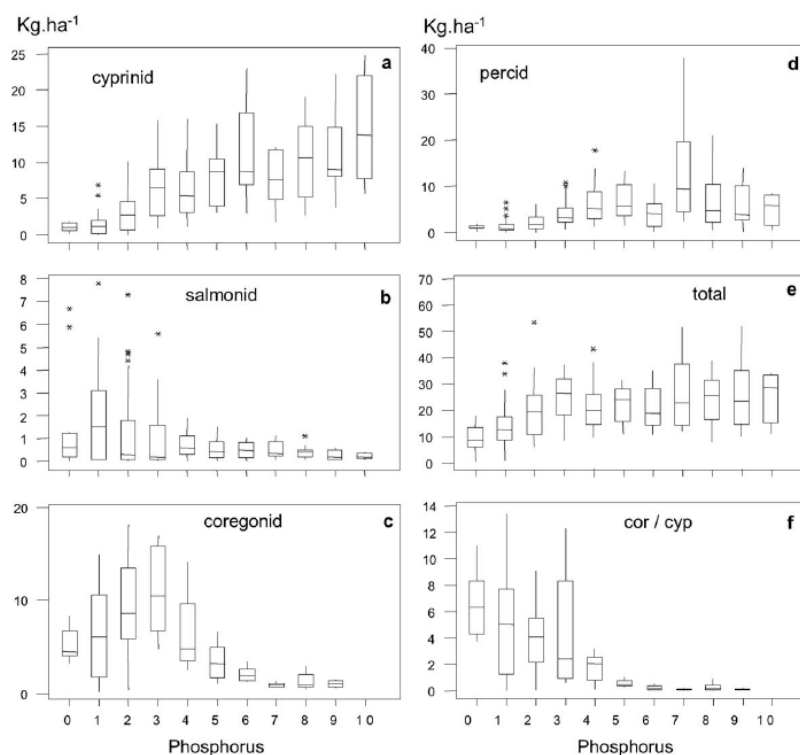 Kg.ha-1
Kg.ha-1
25
20
15
10
5
0
cyprinid
a
40
30
20
10
0
percid
d
8
7
6
5
4
3
2
1
0
salmonid
b
70
60
50
40
30
20
10
0
total
e
20
10
0
coregonid
c
0 1 2 3 4 5 6 7 8 9 10
Phosphorus
14
12
10
8
6
4
2
0
cor / cyp
f
0 1 2 3 4 5 6 7 8 9 10
Phosphorus